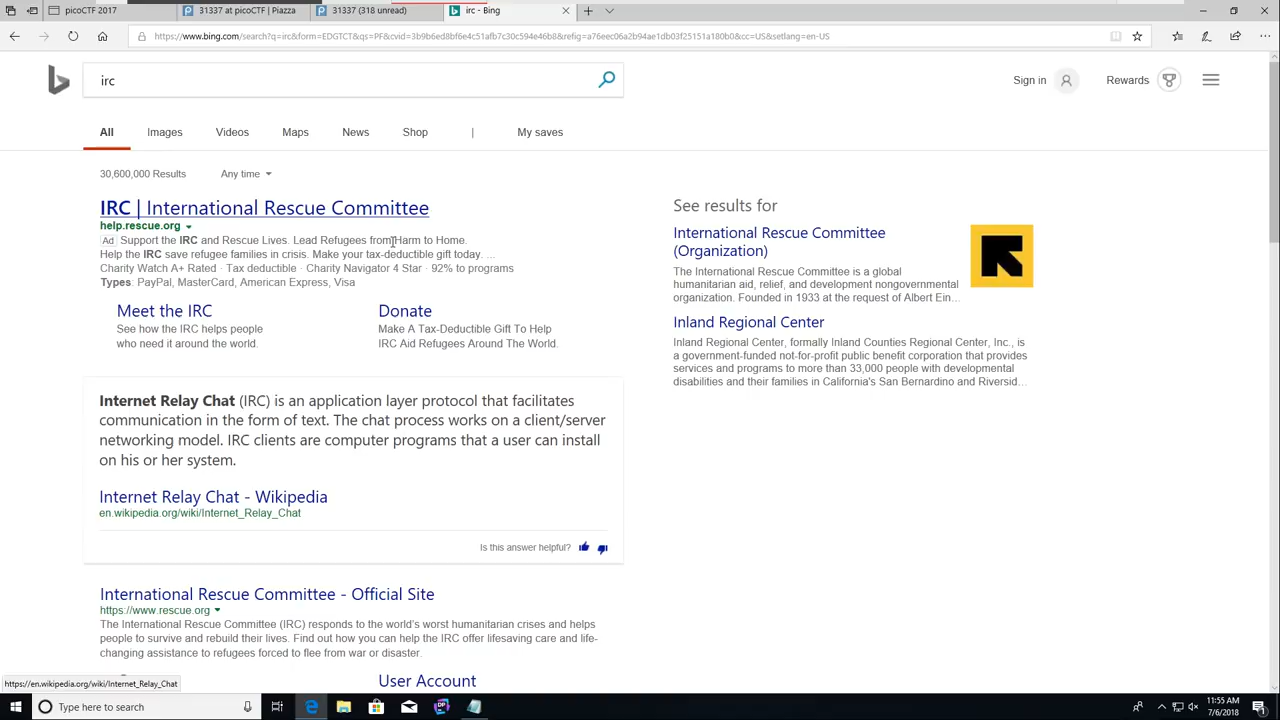 picoCTF 2017
31337 at picoCTF | Piazza
31337 (318 unread)
irc - Bing
https://www.bing.com/search?q=irc&form=EDGTCT&qs=PF&cvid=3b9b6ed8bf6e4c51afb7c30c594e46b8&refig=a76eec06a2b94ae1db03f25151a180b0&cc=US&setlang=en-US
irc
Sign in
Rewards
All
Images
Videos
Maps
News
Shop
|
My saves
30,600,000 Results
Any time
IRC | International Rescue Committee
help.rescue.org
Ad Support the IRC and Rescue Lives. Lead Refugees from Harm to Home.
Help the IRC save refugee families in crisis. Make your tax-deductible gift today. ...
Charity Watch A+ Rated · Tax deductible · Charity Navigator 4 Star · 92% to programs
Types: PayPal, MasterCard, American Express, Visa
Meet the IRC
See how the IRC helps people
who need it around the world.
Donate
Make A Tax-Deductible Gift To Help
IRC Aid Refugees Around The World.
Internet Relay Chat (IRC) is an application layer protocol that facilitates
communication in the form of text. The chat process works on a client/server
networking model. IRC clients are computer programs that a user can install
on his or her system.
Internet Relay Chat - Wikipedia
en.wikipedia.org/wiki/Internet_Relay_Chat
Is this answer helpful?
International Rescue Committee - Official Site
https://www.rescue.org
The International Rescue Committee (IRC) responds to the world's worst humanitarian crises and helps
people to survive and rebuild their lives. Find out how you can help the IRC offer lifesaving care and life-
changing assistance to refugees forced to flee from war or disaster.
User Account
See results for
International Rescue Committee
(Organization)
The International Rescue Committee is a global
humanitarian aid, relief, and development nongovernmental
organization. Founded in 1933 at the request of Albert Ein...
Inland Regional Center
Inland Regional Center, formally Inland Counties Regional Center, Inc., is
a government-funded not-for-profit public benefit corporation that provides
services and programs to more than 33,000 people with developmental
disabilities and their families in California's San Bernardino and Riversid...
https://en.wikipedia.org/wiki/Internet_Relay_Chat
Type here to search
11:55 AM
7/6/2018